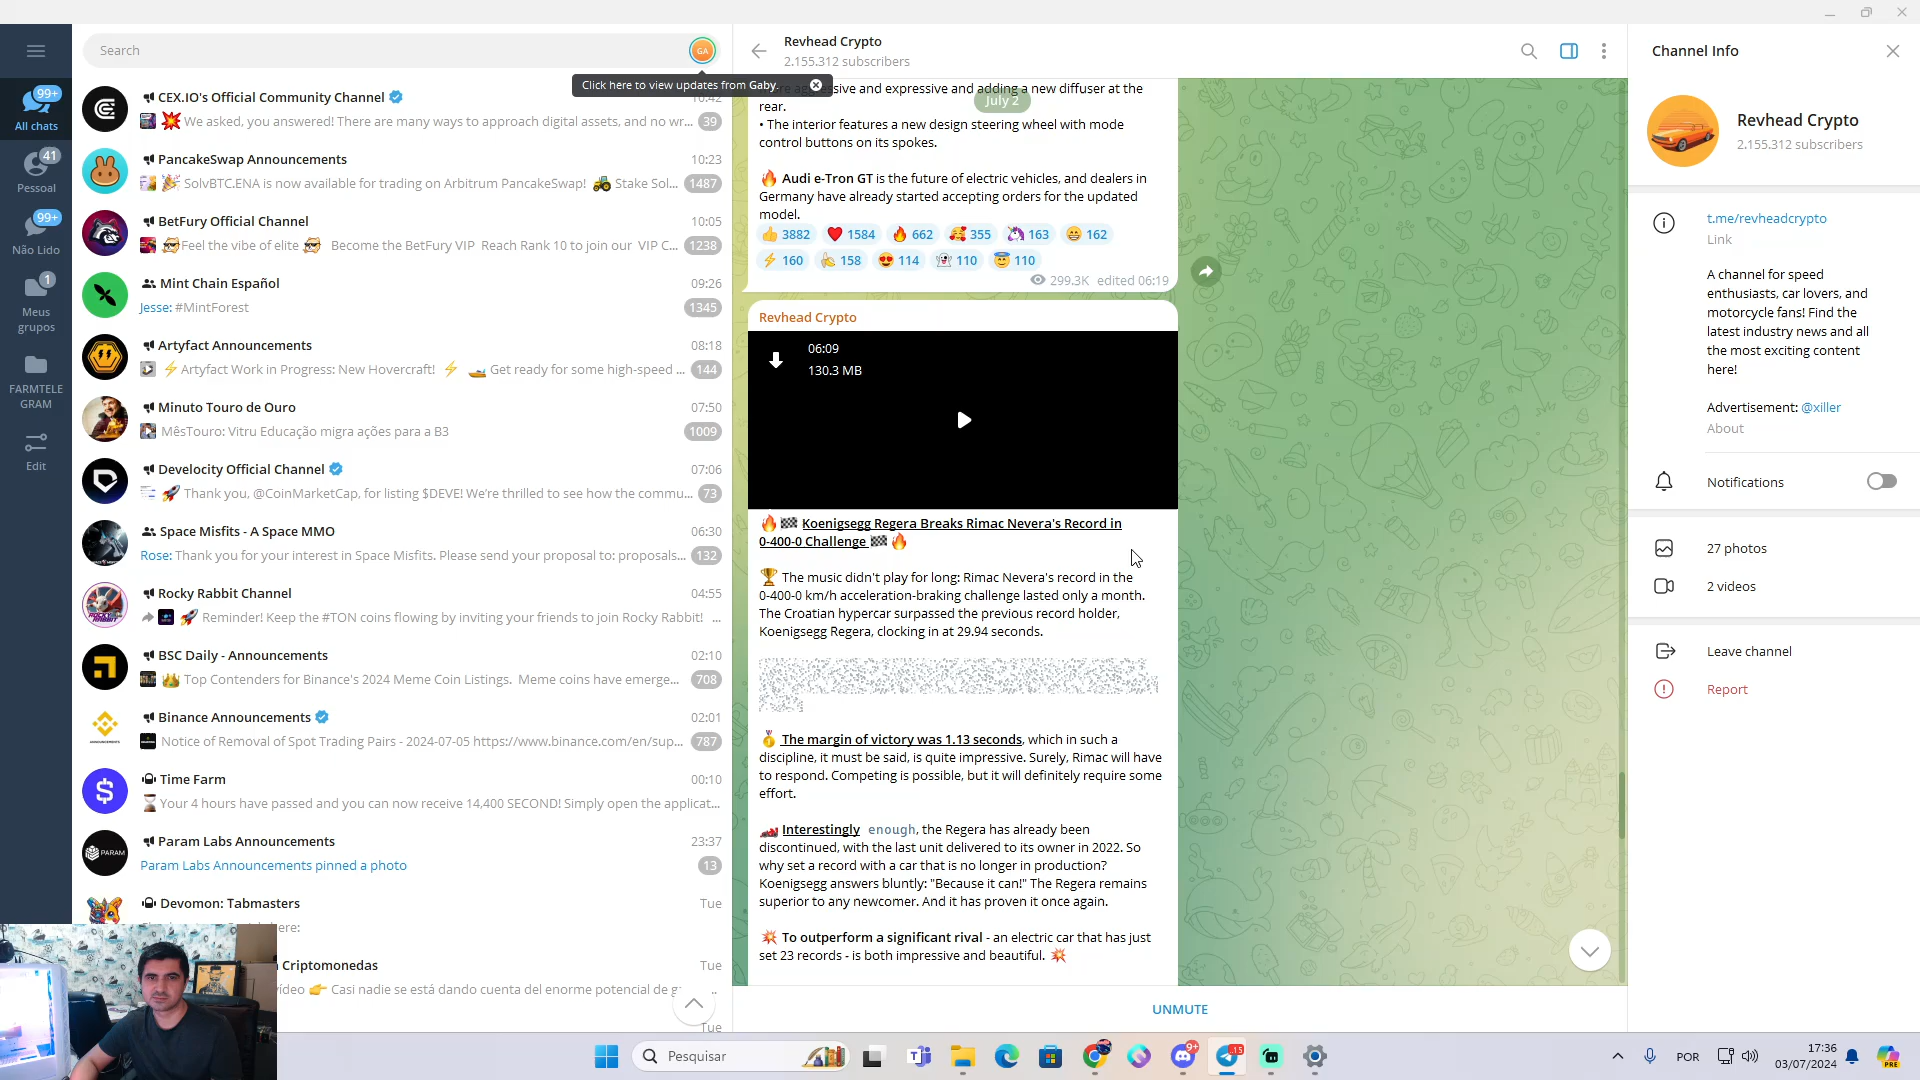 Search
GA
Click here to view updates from Gaby.
99+
All chats
41
Pessoal
99+
Não Lido
1
Meus
grupos
FARMTELE
GRAM
Edit
CEX.IO's Official Community Channel
We asked, you answered! There are many ways to approach digital assets, and no wr...
39
PancakeSwap Announcements
10:23
SolvBTC.ENA is now available for trading on Arbitrum PancakeSwap! 🚜 Stake Sol...
1487
BetFury Official Channel
10:05
Feel the vibe of elite 😎 Become the BetFury VIP Reach Rank 10 to join our VIP C...
1238
Mint Chain Español
09:26
Jesse: #MintForest
1345
Artyfact Announcements
08:18
⚡ Artyfact Work in Progress: New Hovercraft! ⚡ 🚤 Get ready for some high-speed ...
144
Minuto Touro de Ouro
07:50
MêsTouro: Vitru Educação migra ações para a B3
1009
Develocity Official Channel
07:06
🚀 Thank you, @CoinMarketCap, for listing $DEVE! We're thrilled to see how the commu...
73
Space Misfits - A Space MMO
06:30
Rose: Thank you for your interest in Space Misfits. Please send your proposal to: proposals...
132
Rocky Rabbit Channel
04:55
🚀 Reminder! Keep the #TON coins flowing by inviting your friends to join Rocky Rabbit! ...
BSC Daily - Announcements
02:10
👑 Top Contenders for Binance's 2024 Meme Coin Listings. Meme coins have emerge...
708
Binance Announcements
02:01
ANNOUNCEMENTS
Notice of Removal of Spot Trading Pairs - 2024-07-05 https://www.binance.com/en/sup...
787
Time Farm
00:10
⏳ Your 4 hours have passed and you can now receive 14,400 SECOND! Simply open the applicat...
Param Labs Announcements
23:37
PARAM
Param Labs Announcements pinned a photo
13
Devomon: Tabmasters
Tue
ere:
Criptomonedas
Tue
ídeo 👉 Casi nadie se está dando cuenta del enorme potencial de g
Tue
Revhead Crypto
2.155.312 subscribers
July 2
sive and expressive and adding a new diffuser at the
rear.
• The interior features a new design steering wheel with mode
control buttons on its spokes.
🔥 Audi e-Tron GT is the future of electric vehicles, and dealers in
Germany have already started accepting orders for the updated
model.
👍 3882 ❤ 1584 🔥 662 🥰 355 🦄 163 😁 162
⚡ 160 🍌 158 😍 114 👻 110 😇 110
299.3K edited 06:19
Revhead Crypto
06:09
130.3 MB
🔥 🏁 Koenigsegg Regera Breaks Rimac Nevera's Record in
0-400-0 Challenge 🏁 🔥
🏆 The music didn't play for long: Rimac Nevera's record in the
0-400-0 km/h acceleration-braking challenge lasted only a month.
The Croatian hypercar surpassed the previous record holder,
Koenigsegg Regera, clocking in at 29.94 seconds.
🥇 The margin of victory was 1.13 seconds, which in such a
discipline, it must be said, is quite impressive. Surely, Rimac will have
to respond. Competing is possible, but it will definitely require some
effort.
🏎 Interestingly enough, the Regera has already been
discontinued, with the last unit delivered to its owner in 2022. So
why set a record with a car that is no longer in production?
Koenigsegg answers bluntly: "Because it can!" The Regera remains
superior to any newcomer. And it has proven it once again.
💥 To outperform a significant rival - an electric car that has just
set 23 records - is both impressive and beautiful. 💥
UNMUTE
Channel Info
Revhead Crypto
2.155.312 subscribers
t.me/revheadcrypto
Link
A channel for speed
enthusiasts, car lovers, and
motorcycle fans! Find the
latest industry news and all
the most exciting content
here!
Advertisement: @xiller
About
Notifications
27 photos
2 videos
Leave channel
Report
Pesquisar
9+
15
POR
17:36
03/07/2024
PRE